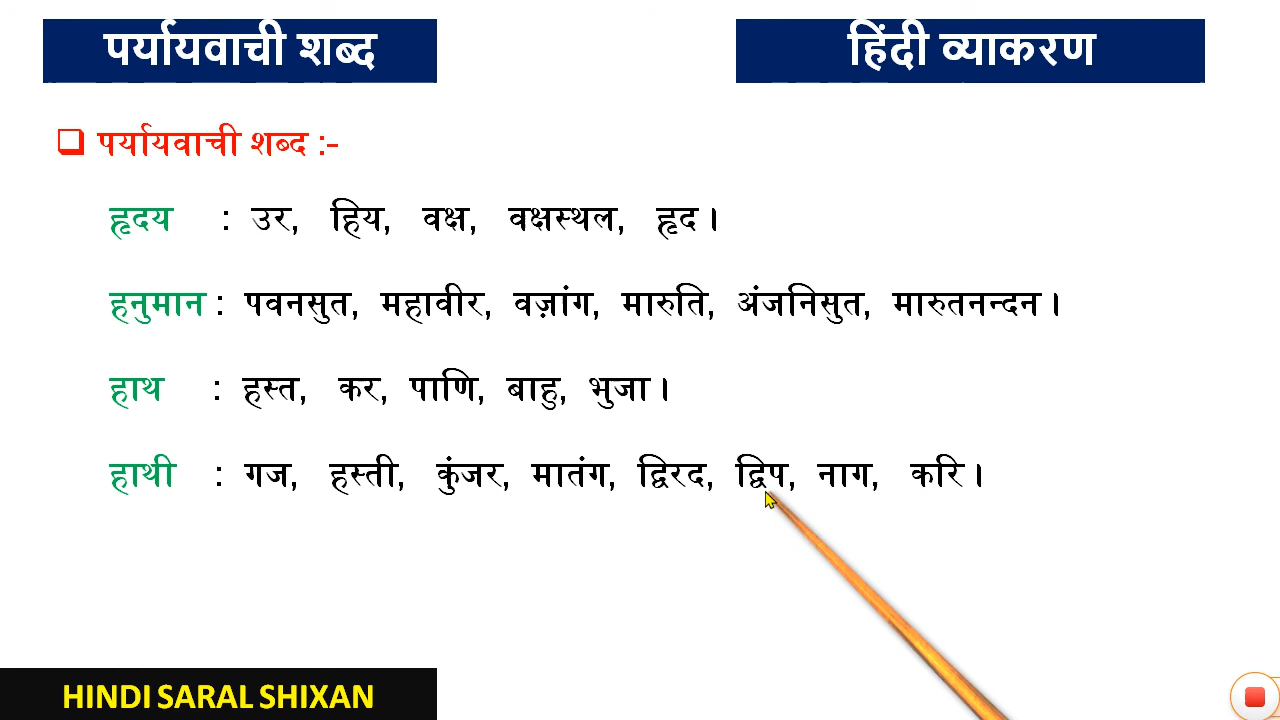 पर्यायवाची शब्द
हिंदी व्याकरण
पर्यायवाची शब्द :-
हृदय : उर, हिय, वक्ष, वक्षस्थल, हृद ।
हनुमान : पवनसुत, महावीर, वज़ांग, मारुति, अंजनिसुत, मारुतनन्दन ।
हाथ : हस्त, कर, पाणि, बाहु, भुजा ।
हाथी : गज, हस्ती, कुंजर, मातंग, द्विरद, द्विप, नाग, करि ।
HINDI SARAL SHIXAN